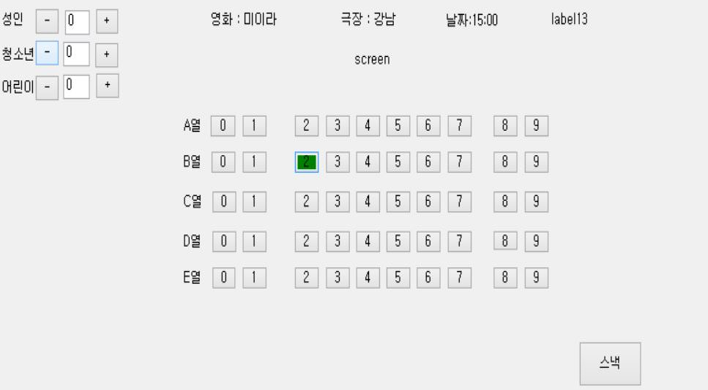 성인 - 0 + 영화 : 미이라 극장 : 강남 날짜:15:00 label13
청소년 - 0 +
screen
어린이 - 0 +
A열 0 1 2 3 4 5 6 7 8 9
B열 0 1 2 3 4 5 6 7 8 9
C열 0 1 2 3 4 5 6 7 8 9
D열 0 1 2 3 4 5 6 7 8 9
E열 0 1 2 3 4 5 6 7 8 9
스낵